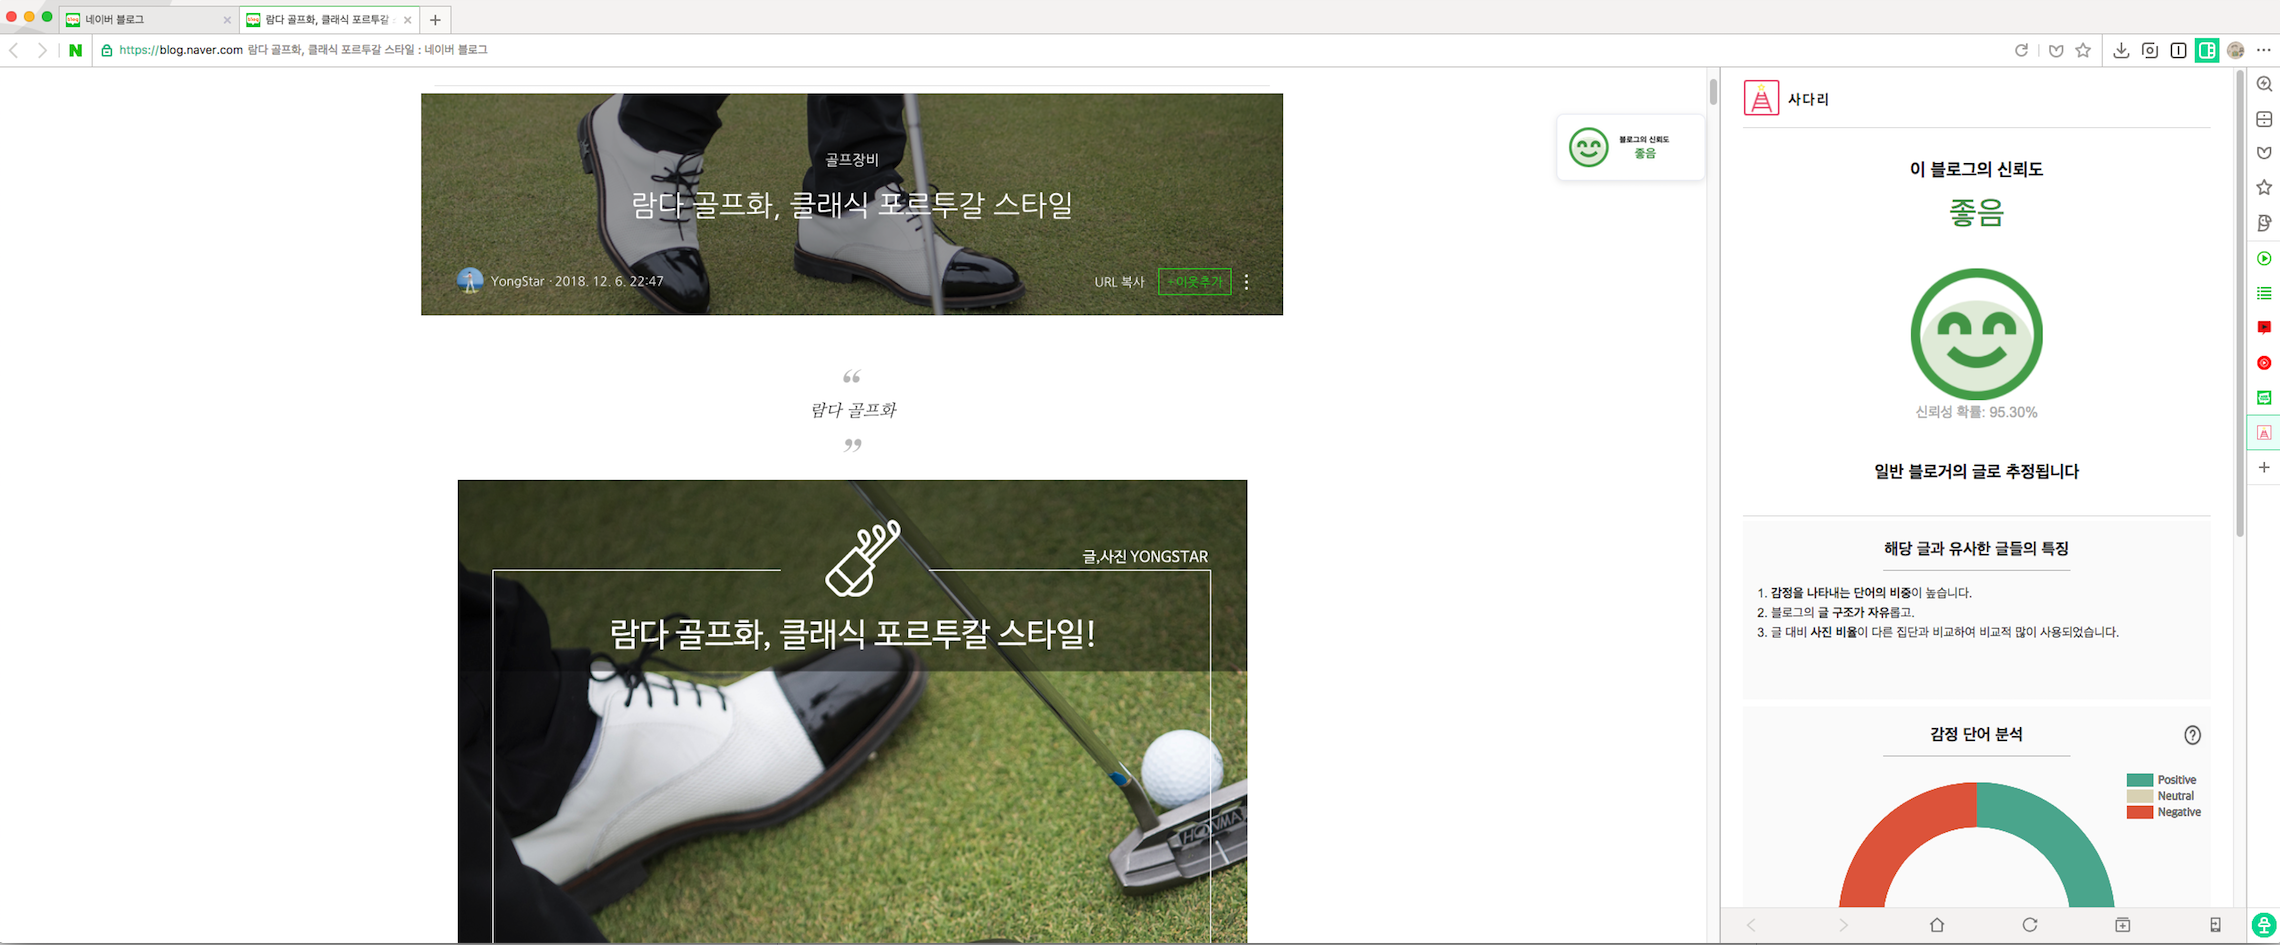 네이버 블로그
람다 골프화, 클래식 포르투갈
https://blog.naver.com 람다 골프화, 클래식 포르투갈 스타일 : 네이버 블로그
골프장비
람다 골프화, 클래식 포르투갈 스타일
YongStar · 2018. 12. 6. 22:47
URL 복사
+이웃추가
“
람다 골프화
”
글,사진 YONGSTAR
람다 골프화, 클래식 포르투칼 스타일!
HONMA
블로그의 신뢰도
좋음
사다리
이 블로그의 신뢰도
좋음
신뢰성 확률: 95.30%
일반 블로거의 글로 추정됩니다
해당 글과 유사한 글들의 특징
1. 감정을 나타내는 단어의 비중이 높습니다.
2. 블로그의 글 구조가 자유롭고.
3. 글 대비 사진 비율이 다른 집단과 비교하여 비교적 많이 사용되었습니다.
감정 단어 분석
Positive
Neutral
Negative